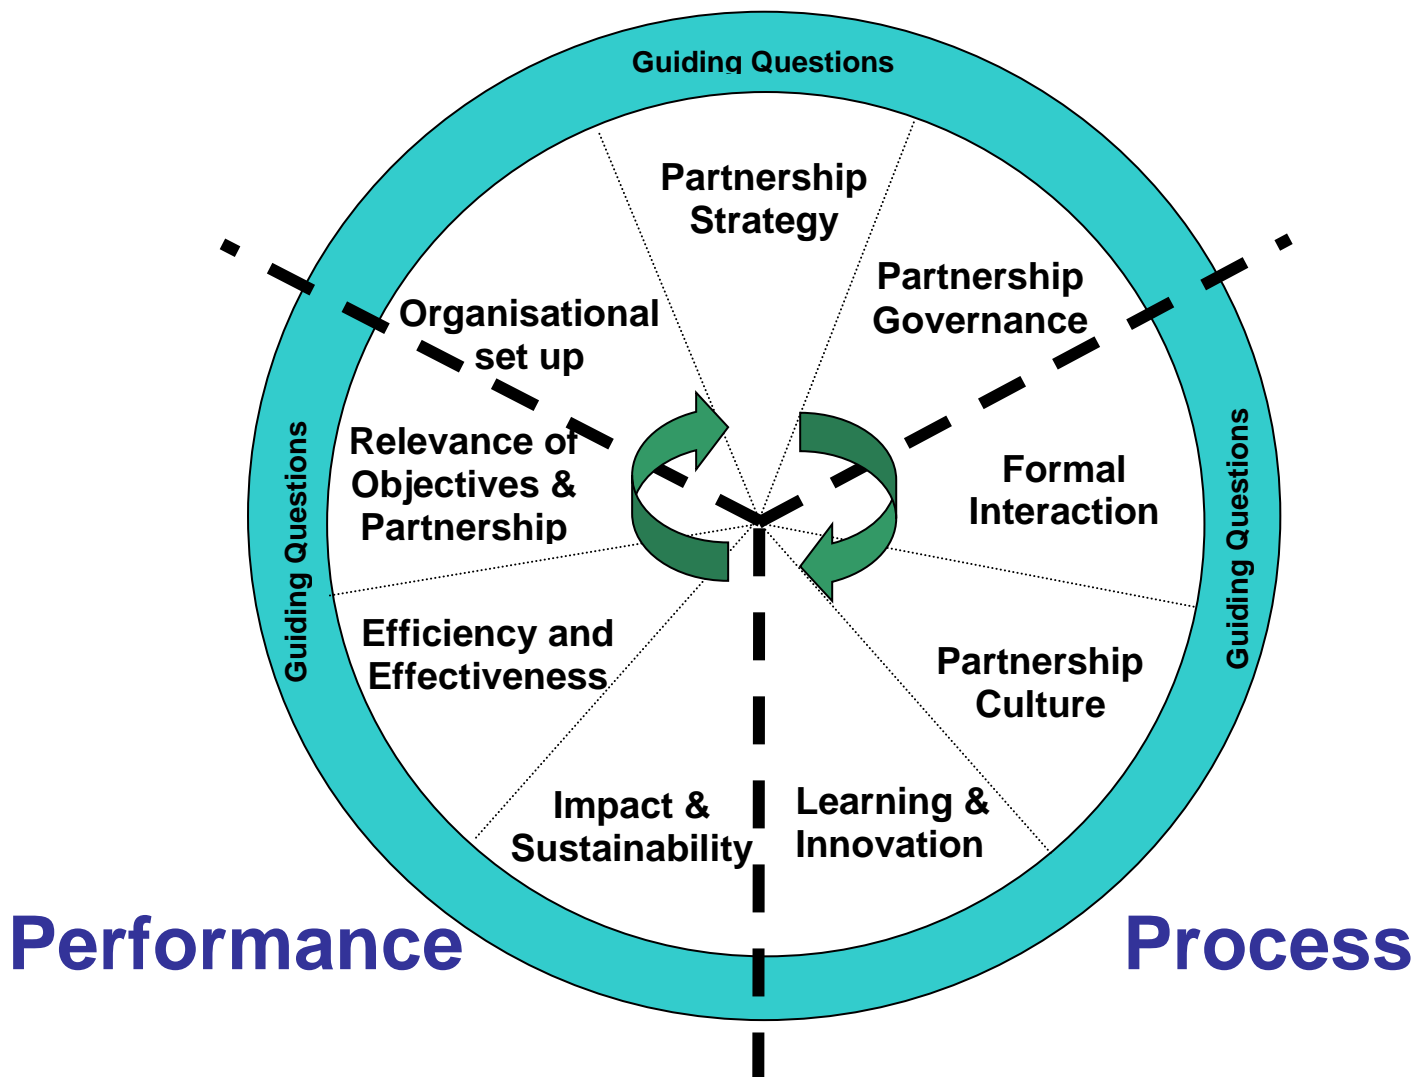 Guiding Questions
Partnership
Strategy
Partnership
Governance
Organisational
set up
Relevance of
Objectives &
Partnership
Formal
Interaction
Guiding Questions
Guiding Questions
Efficiency and
Effectiveness
Partnership
Culture
Impact &
Sustainability
Learning &
Innovation
Performance
Process